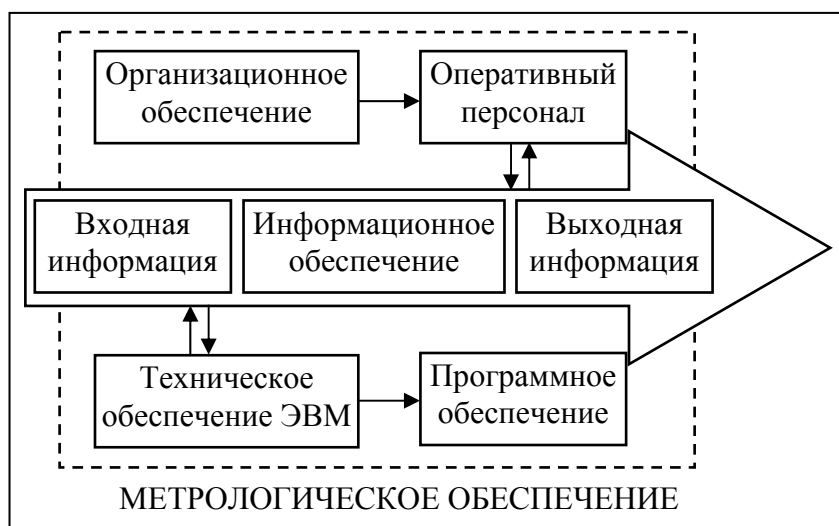 Организационное
обеспечение
Оперативный
персонал
Входная
информация
Информационное
обеспечение
Выходная
информация
Техническое
обеспечение ЭВМ
Программное
обеспечение
МЕТРОЛОГИЧЕСКОЕ ОБЕСПЕЧЕНИЕ